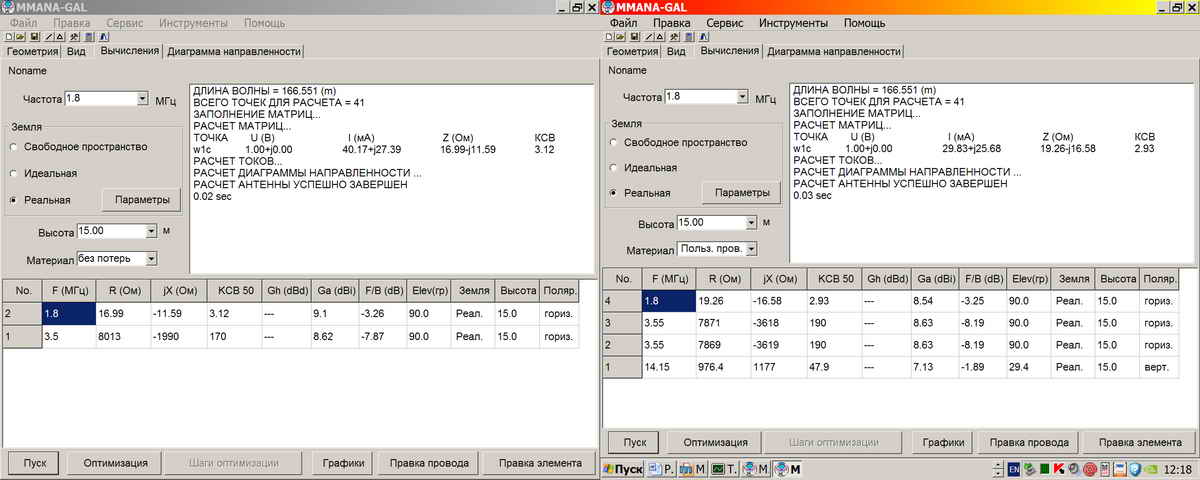 MMANA-GAL
Файл Правка Сервис Инструменты Помощь
Геометрия Вид Вычисления Диаграмма направленности
Noname
Частота 1.8 МГц
Земля
Свободное пространство
Идеальная
Реальная Параметры
Высота 15.00 м
Материал без потерь
ДЛИНА ВОЛНЫ = 166.551 (m)
ВСЕГО ТОЧЕК ДЛЯ РАСЧЕТА = 41
ЗАПОЛНЕНИЕ МАТРИЦ...
РАСЧЕТ МАТРИЦ...
ТОЧКА U (В) I (мА) Z (Ом) КСВ
w1c 1.00+j0.00 40.17+j27.39 16.99-j11.59 3.12
РАСЧЕТ ТОКОВ...
РАСЧЕТ ДИАГРАММЫ НАПРАВЛЕННОСТИ ...
РАСЧЕТ АНТЕННЫ УСПЕШНО ЗАВЕРШЕН
0.02 sec
No. F (МГц) R (Ом) jX (Ом) КСВ 50 Gh (dBd) Ga (dBi) F/B (dB) Elev(гр) Земля Высота Поляр.
2 1.8 16.99 -11.59 3.12 --- 9.1 -3.26 90.0 Реал. 15.0 гориз.
1 3.5 8013 -1990 170 --- 8.62 -7.87 90.0 Реал. 15.0 гориз.
Пуск Оптимизация Шаги оптимизации Графики Правка провода Правка элемента
MMANA-GAL
Файл Правка Сервис Инструменты Помощь
Геометрия Вид Вычисления Диаграмма направленности
Noname
Частота 1.8 МГц
Земля
Свободное пространство
Идеальная
Реальная Параметры
Высота 15.00 м
Материал Польз. пров.
ДЛИНА ВОЛНЫ = 166.551 (m)
ВСЕГО ТОЧЕК ДЛЯ РАСЧЕТА = 41
ЗАПОЛНЕНИЕ МАТРИЦ...
РАСЧЕТ МАТРИЦ...
ТОЧКА U (В) I (мА) Z (Ом) КСВ
w1c 1.00+j0.00 29.83+j25.68 19.26-j16.58 2.93
РАСЧЕТ ТОКОВ...
РАСЧЕТ ДИАГРАММЫ НАПРАВЛЕННОСТИ ...
РАСЧЕТ АНТЕННЫ УСПЕШНО ЗАВЕРШЕН
0.03 sec
No. F (МГц) R (Ом) jX (Ом) КСВ 50 Gh (dBd) Ga (dBi) F/B (dB) Elev(гр) Земля Высота Поляр.
4 1.8 19.26 -16.58 2.93 --- 8.54 -3.25 90.0 Реал. 15.0 гориз.
3 3.55 7871 -3618 190 --- 8.63 -8.19 90.0 Реал. 15.0 гориз.
2 3.55 7869 -3619 190 --- 8.63 -8.19 90.0 Реал. 15.0 гориз.
1 14.15 976.4 1177 47.9 --- 7.13 -1.89 29.4 Реал. 15.0 верт.
Пуск Оптимизация Шаги оптимизации Графики Правка провода Правка элемента
Пуск Р. М Т. М М EN 12:18